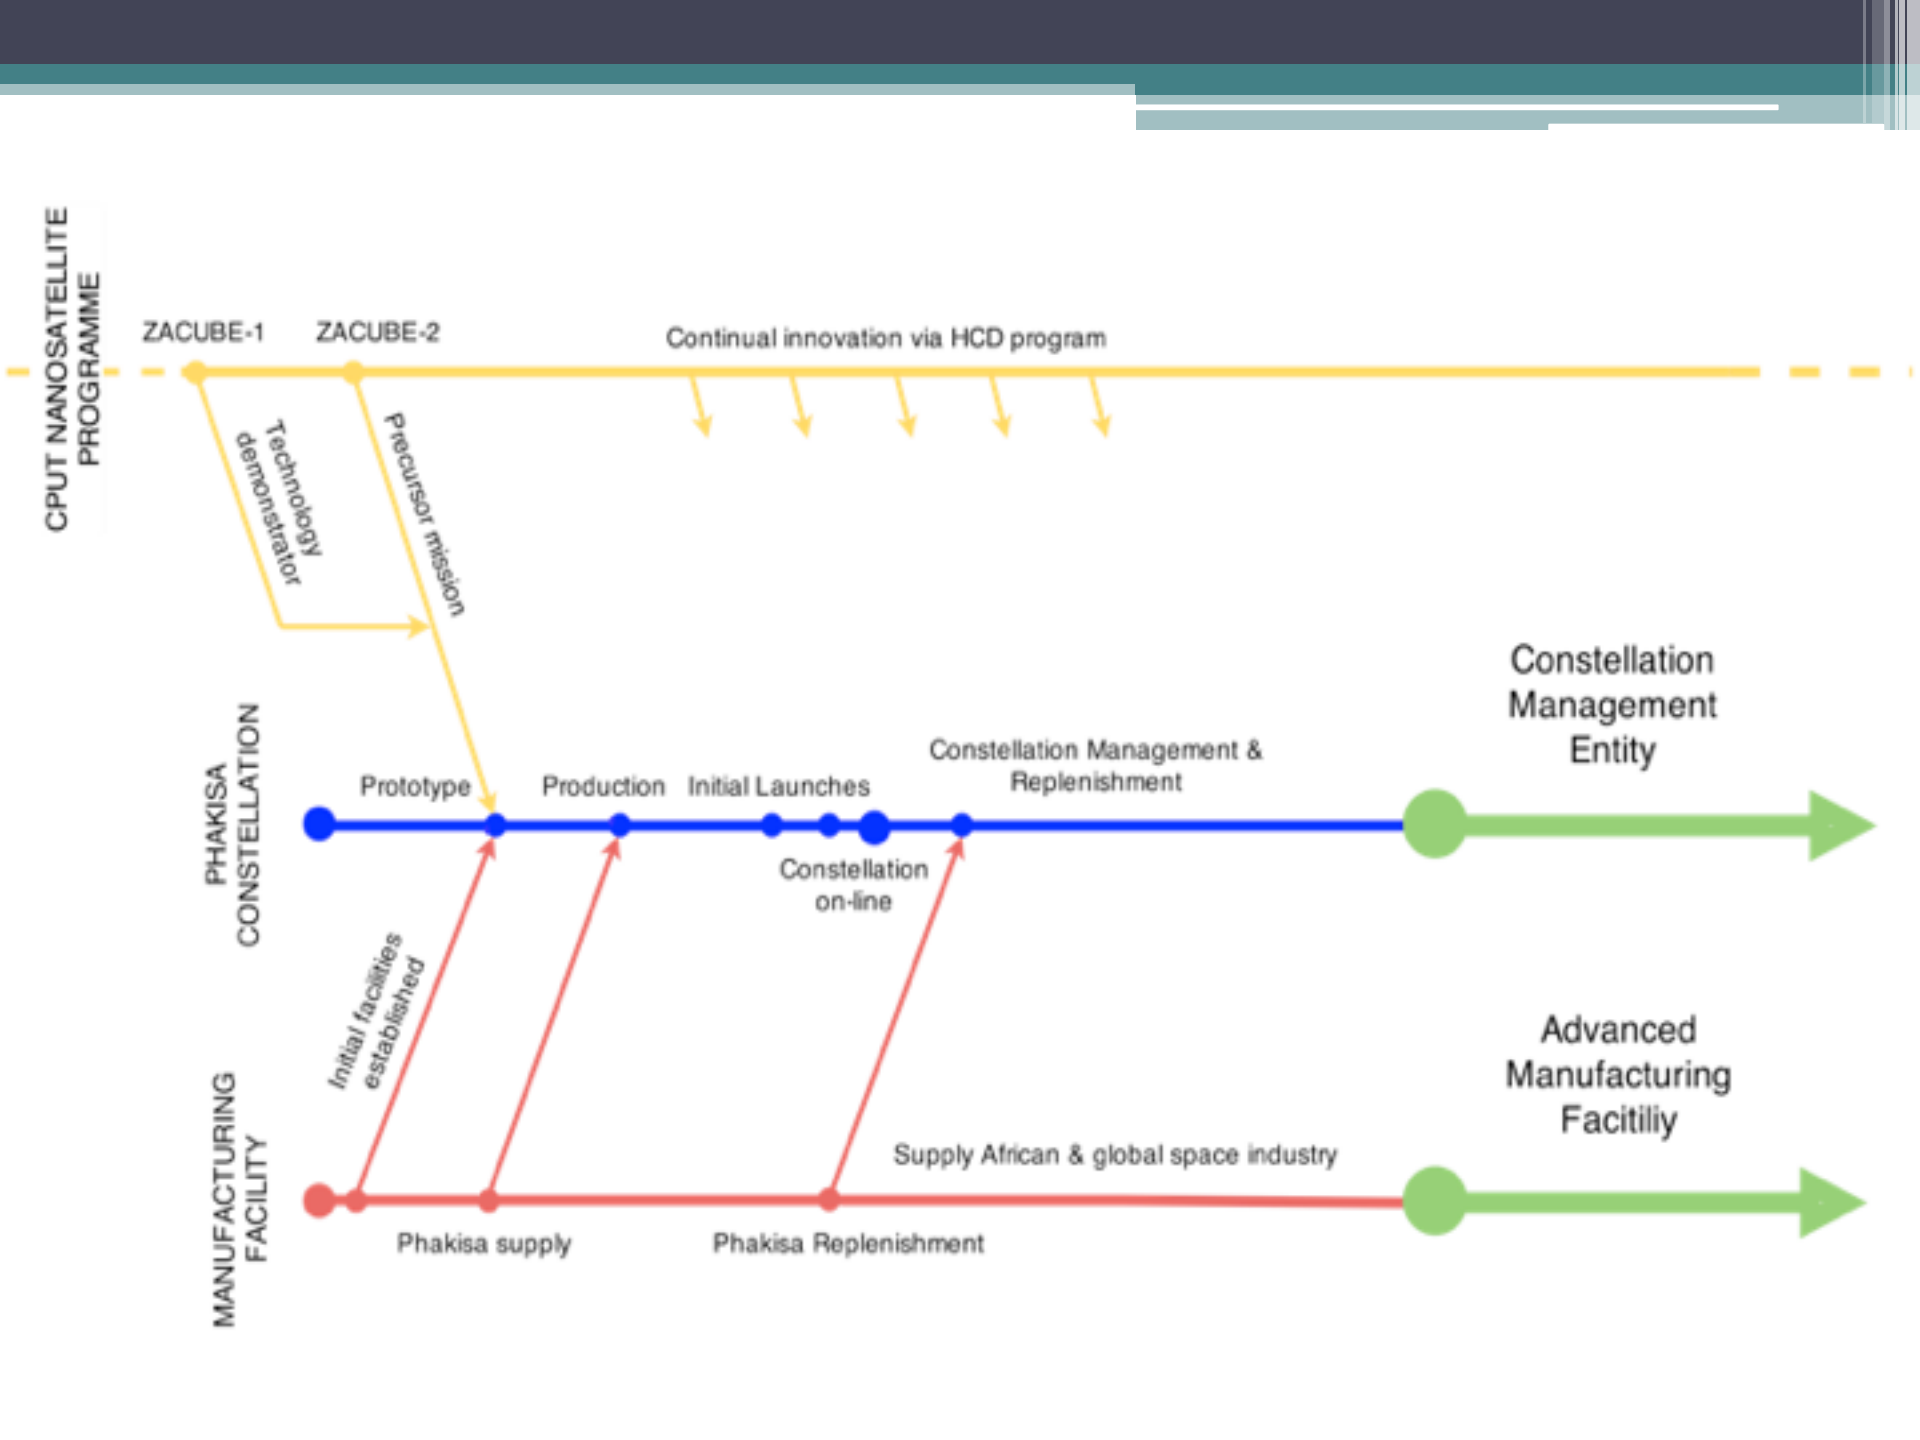 CPUT NANOSATELLITE
PROGRAMME
ZACUBE-1
ZACUBE-2
Continual innovation via HCD program
Technology
demonstrator
Precursor mission
PHAKISA
CONSTELLATION
Prototype
Production
Initial Launches
Constellation
on-line
Constellation Management &
Replenishment
Constellation
Management
Entity
Initial facilities
established
MANUFACTURING
FACILITY
Phakisa supply
Phakisa Replenishment
Supply African & global space industry
Advanced
Manufacturing
Facitiliy